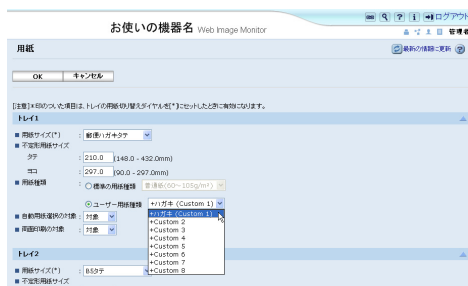 ログアウト
お使いの機器名 Web Image Monitor
管理者
用紙
最新の情報に更新
OK キャンセル
[注意]*印のついた項目は、トレイの用紙切り替えダイヤルを[*]にセットしたときに有効になります。
トレイ1
用紙サイズ(*) : 郵便ハガキタテ
不定形用紙サイズ
タテ : 210.0 (148.0 - 432.0mm)
ヨコ : 297.0 (90.0 - 297.0mm)
用紙種類 : 標準の用紙種類 普通紙(60～105g/m²)
ユーザー用紙種類 +ハガキ (Custom 1)
+ハガキ (Custom 1)
自動用紙選択の対象 : 対象
+Custom 2
+Custom 3
両面印刷の対象 : 対象
+Custom 4
+Custom 5
+Custom 6
トレイ2
+Custom 7
用紙サイズ(*) : B5タテ
+Custom 8
不定形用紙サイズ